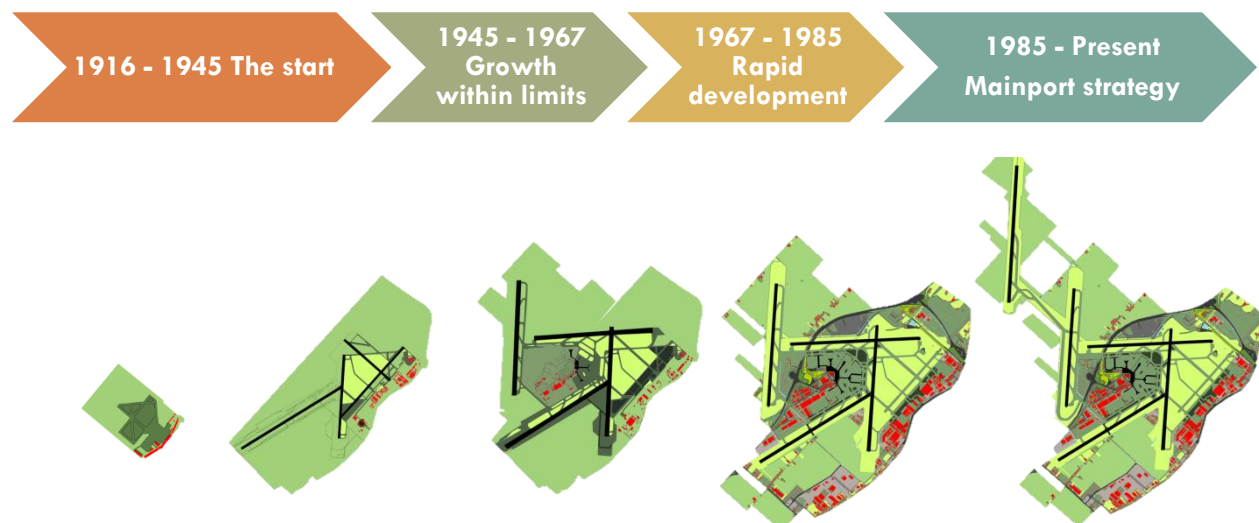 1916 - 1945 The start
1945 - 1967
Growth
within limits
1967 - 1985
Rapid
development
1985 - Present
Mainport strategy